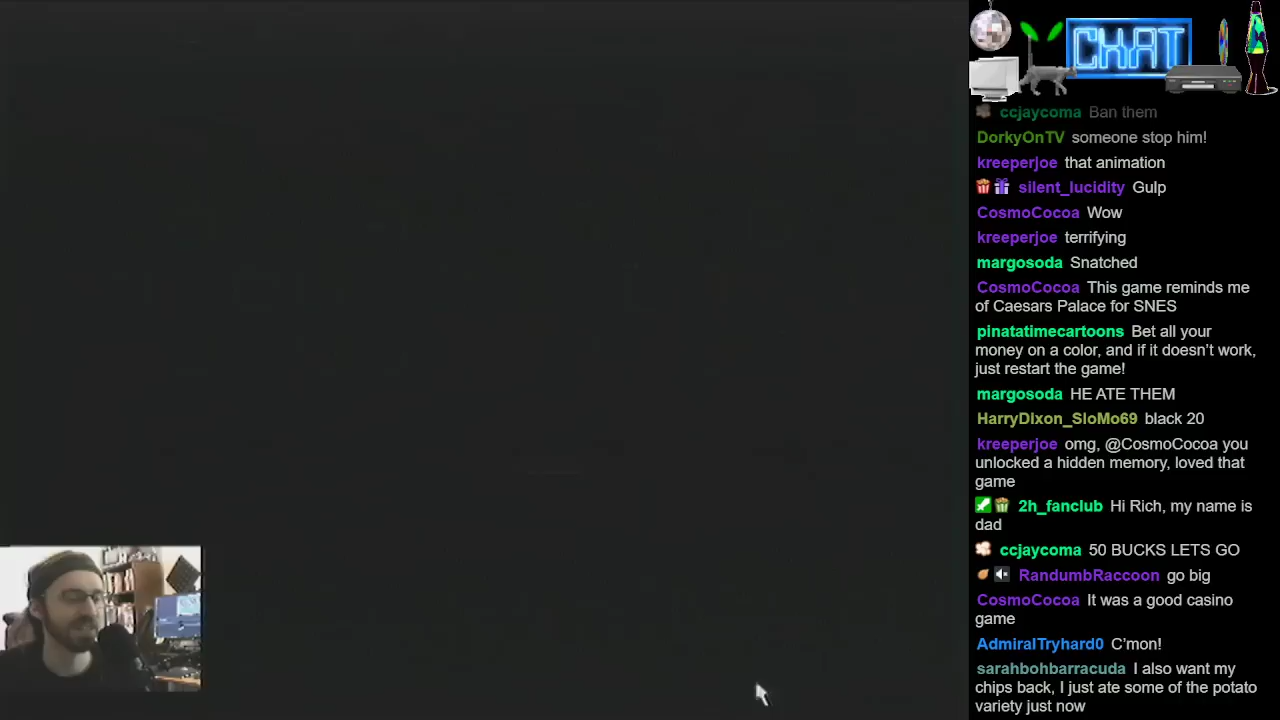 CHAT
ccjaycoma Ban them
DorkyOnTV someone stop him!
kreeperjoe that animation
silent_lucidity Gulp
CosmoCocoa Wow
kreeperjoe terrifying
margosoda Snatched
CosmoCocoa This game reminds me
of Caesars Palace for SNES
pinatatimecartoons Bet all your
money on a color, and if it doesn't work,
just restart the game!
margosoda HE ATE THEM
HarryDIxon_SloMo69 black 20
kreeperjoe omg, @CosmoCocoa you
unlocked a hidden memory, loved that
game
2h_fanclub Hi Rich, my name is
dad
ccjaycoma 50 BUCKS LETS GO
RandumbRaccoon go big
CosmoCocoa It was a good casino
game
AdmiralTryhard0 C'mon!
sarahbohbarracuda I also want my
chips back, I just ate some of the potato
variety just now